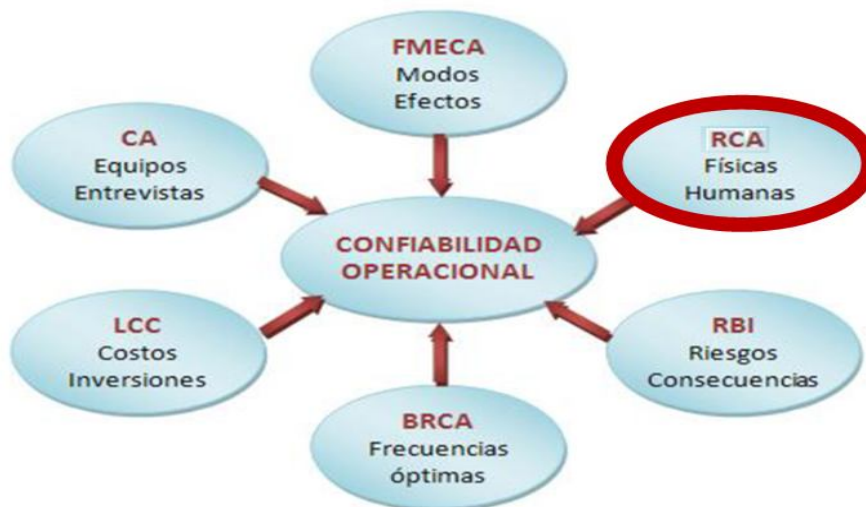 FMECA
Modos
Efectos
CA
Equipos
Entrevistas
RCA
Físicas
Humanas
CONFIABILIDAD
OPERACIONAL
LCC
Costos
Inversiones
RBI
Riesgos
Consecuencias
BRCA
Frecuencias
óptimas